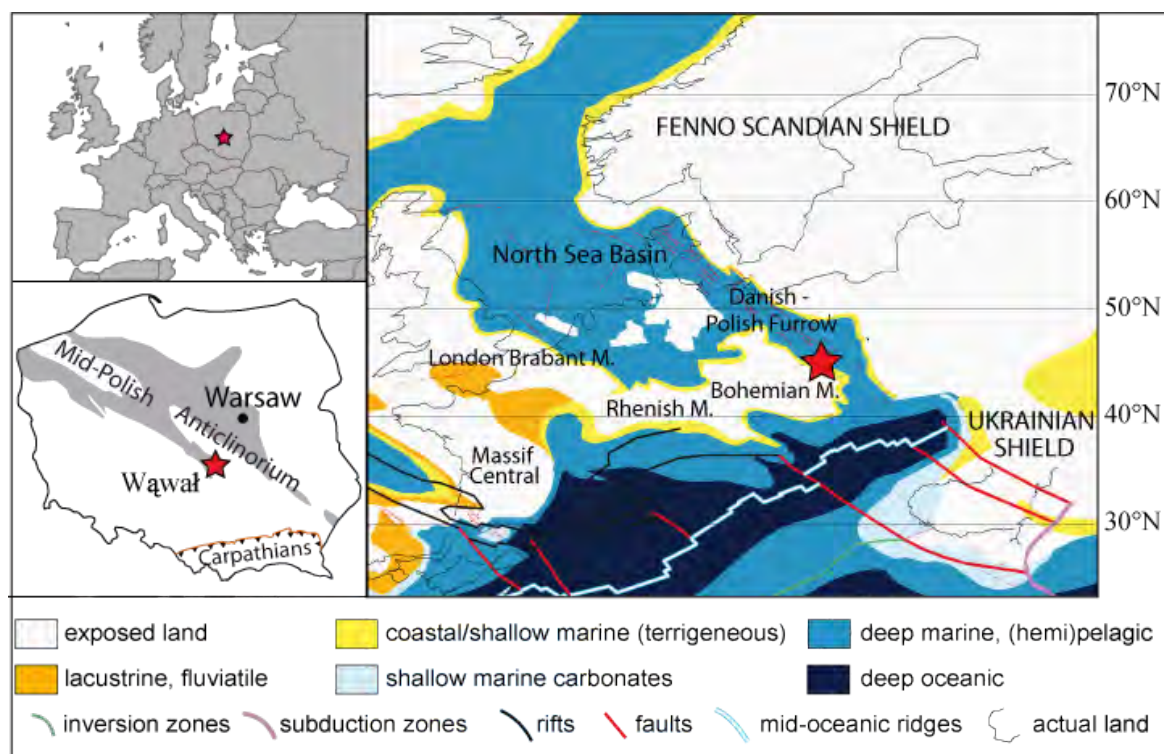 70°N
FENNO SCANDIAN SHIELD
60°N
North Sea Basin
50°N
Danish -
Polish Furrow
London Brabant M.
Bohemian M.
Rhenish M.
40°N
UKRAINIAN
SHIELD
Massif
Central
30°N
Mid-Polish
Anticlinorium
Warsaw
Wąwał
Carpathians
exposed land
coastal/shallow marine (terrigeneous)
deep marine, (hemi)pelagic
lacustrine, fluviatile
shallow marine carbonates
deep oceanic
inversion zones
subduction zones
rifts
faults
mid-oceanic ridges
actual land